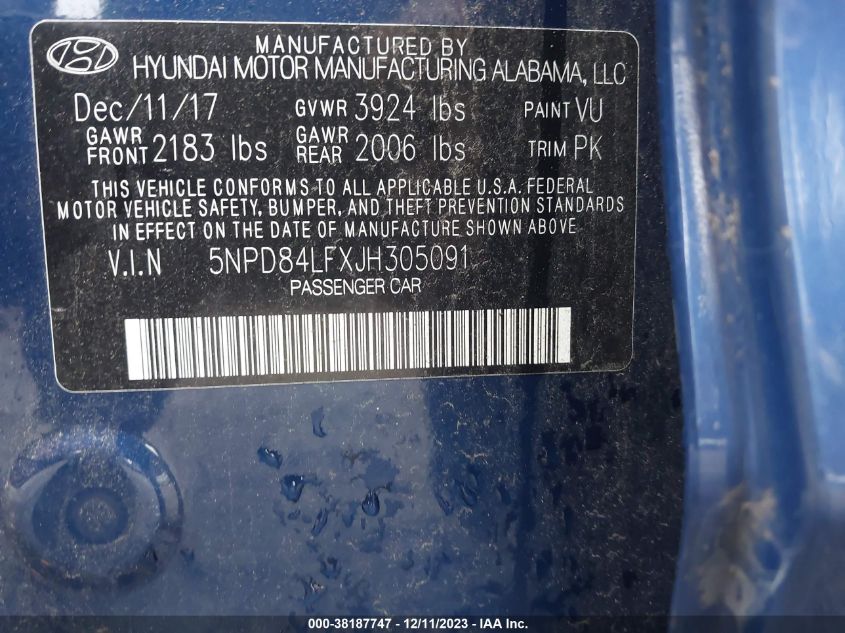 MANUFACTURED BY
HYUNDAI MOTOR MANUFACTURING ALABAMA, LLC
Dec/11/17 GVWR 3924 lbs PAINT VU
GAWR FRONT 2183 lbs GAWR REAR 2006 lbs TRIM PK
THIS VEHICLE CONFORMS TO ALL APPLICABLE U.S.A. FEDERAL
MOTOR VEHICLE SAFETY, BUMPER, AND THEFT PREVENTION STANDARDS
IN EFFECT ON THE DATE OF MANUFACTURE SHOWN ABOVE
V.I.N 5NPD84LFXJH305091
PASSENGER CAR
000-38187747 - 12/11/2023 - IAA Inc.